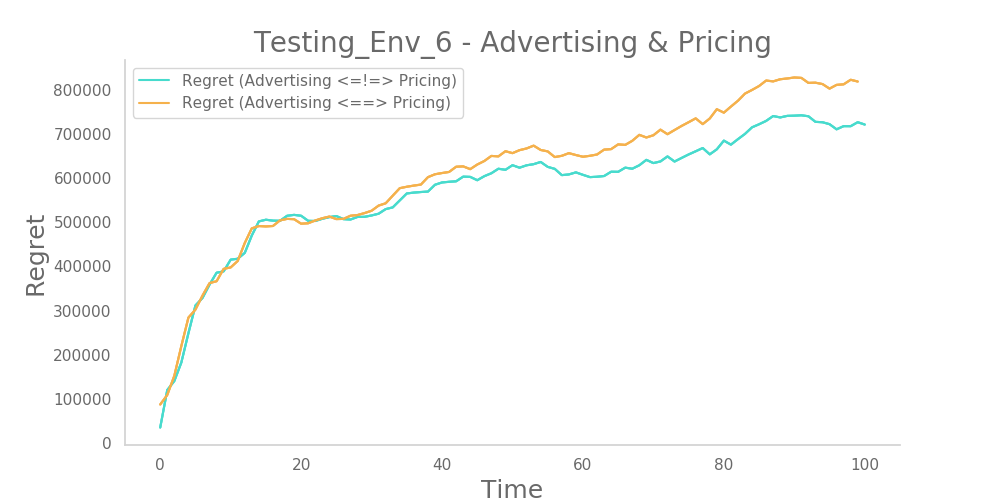 Testing_Env_6 - Advertising & Pricing
Regret (Advertising <=!=> Pricing)
Regret (Advertising <==> Pricing)
800000
700000
600000
500000
400000
300000
200000
100000
0
Regret
0 20 40 60 80 100
Time